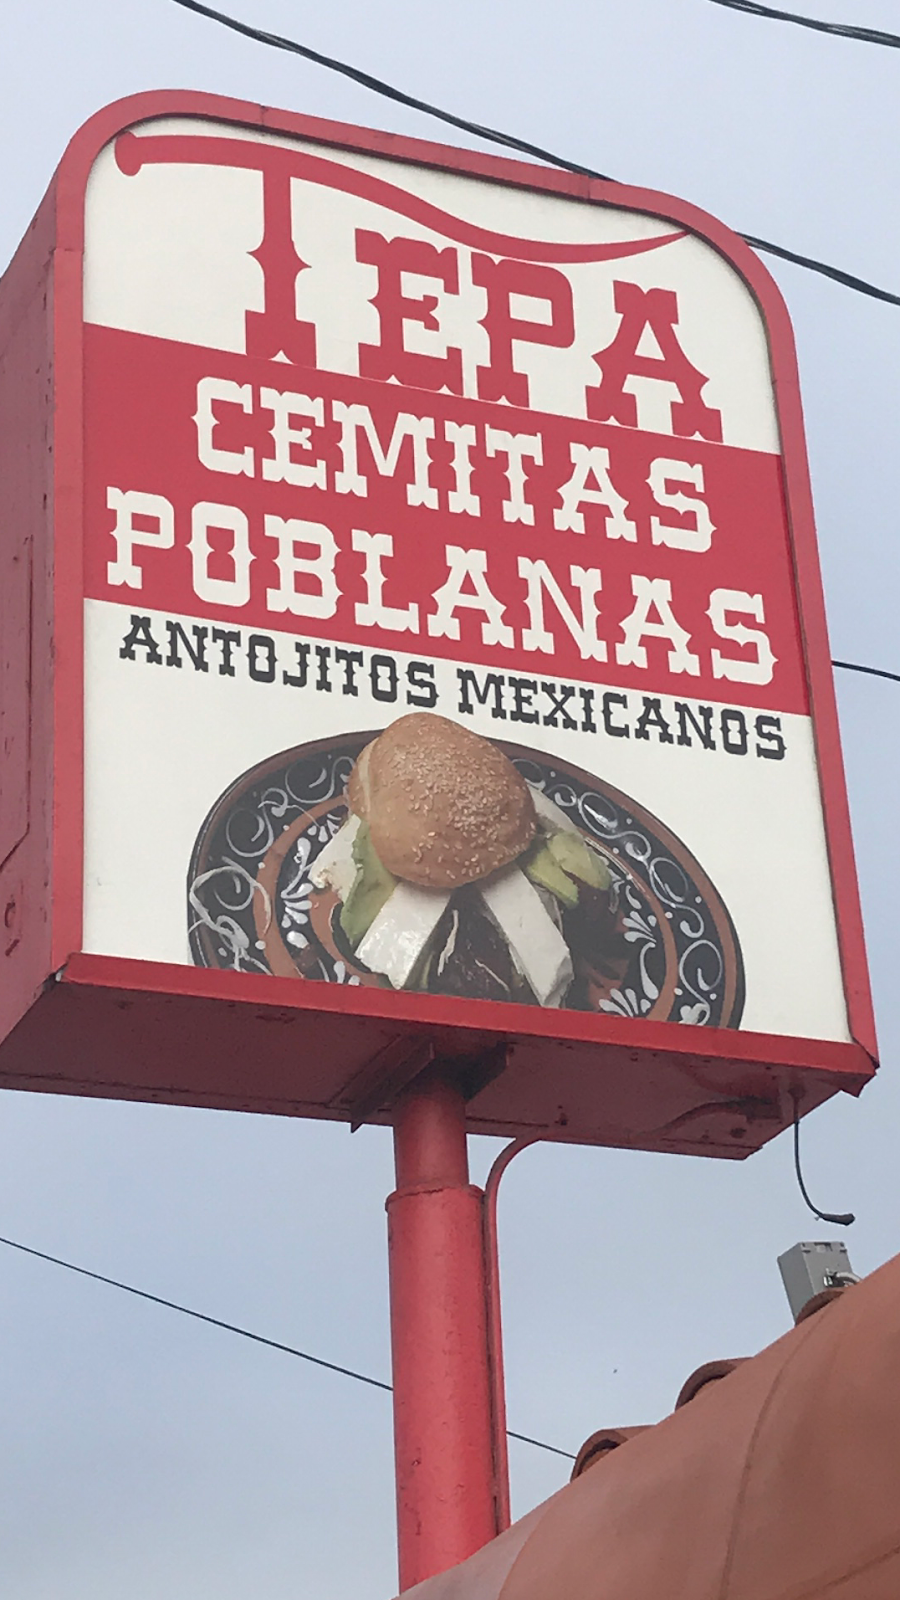 TEPA
CEMITAS
POBLANAS
ANTOJITOS MEXICANOS